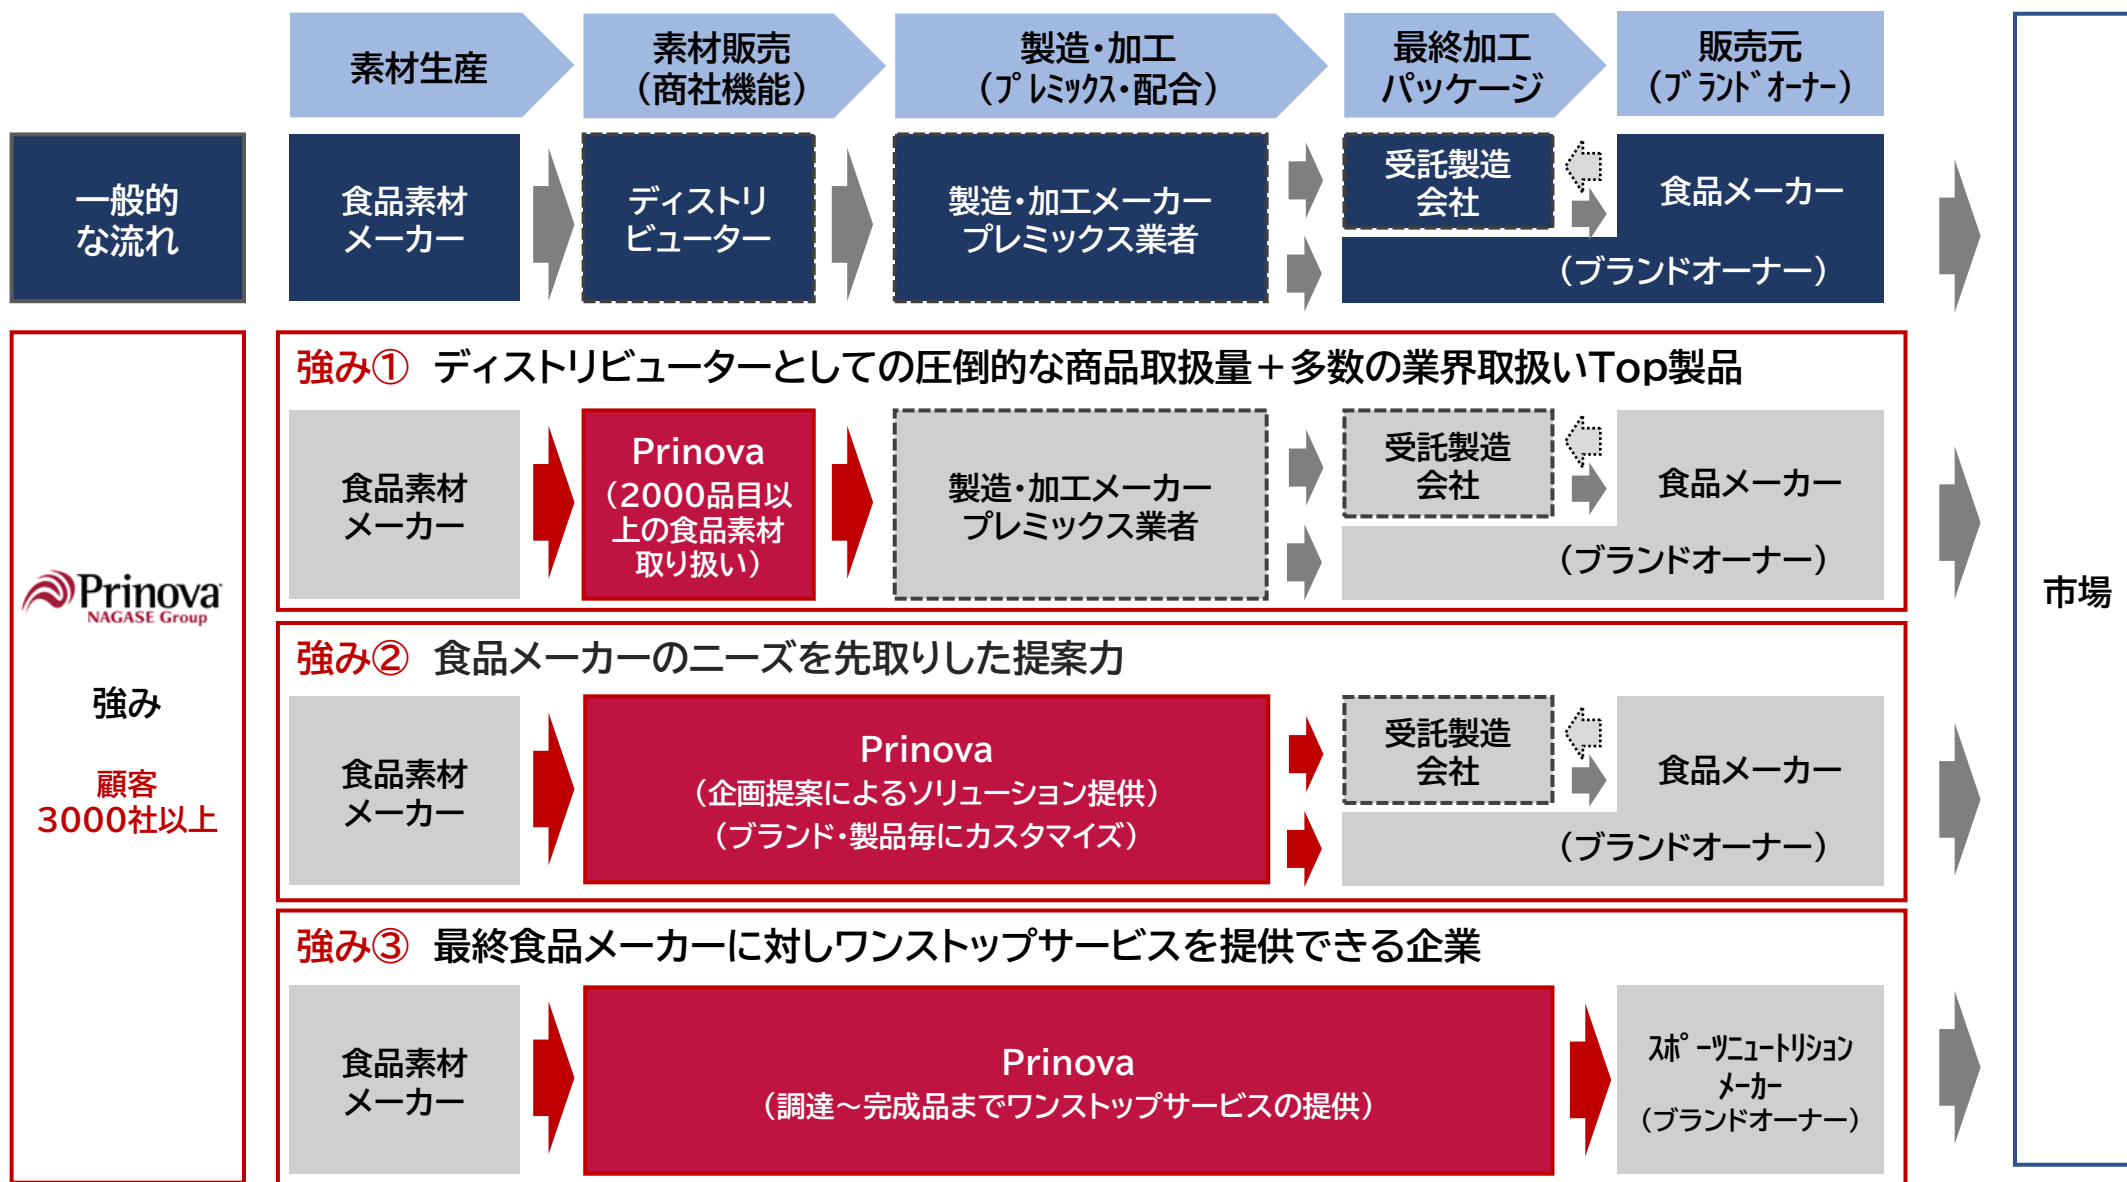 素材生産
素材販売
（商社機能）
製造・加工
（プレミックス・配合）
最終加工
パッケージ
販売元
（ブランドオーナー）
一般的
な流れ
食品素材
メーカー
ディストリ
ビューター
製造・加工メーカー
プレミックス業者
受託製造
会社
食品メーカー
（ブランドオーナー）
Prinova
NAGASE Group
強み
顧客
3000社以上
強み① ディストリビューターとしての圧倒的な商品取扱量＋多数の業界取扱いTop製品
食品素材
メーカー
Prinova
（2000品目以
上の食品素材
取り扱い）
製造・加工メーカー
プレミックス業者
受託製造
会社
食品メーカー
（ブランドオーナー）
強み② 食品メーカーのニーズを先取りした提案力
食品素材
メーカー
Prinova
（企画提案によるソリューション提供）
（ブランド・製品毎にカスタマイズ）
受託製造
会社
食品メーカー
（ブランドオーナー）
強み③ 最終食品メーカーに対しワンストップサービスを提供できる企業
食品素材
メーカー
Prinova
（調達～完成品までワンストップサービスの提供）
ｽﾎﾟｰﾂﾆｭｰﾄﾘｼｮﾝ
ﾒｰｶｰ
（ブランドオーナー）
市場